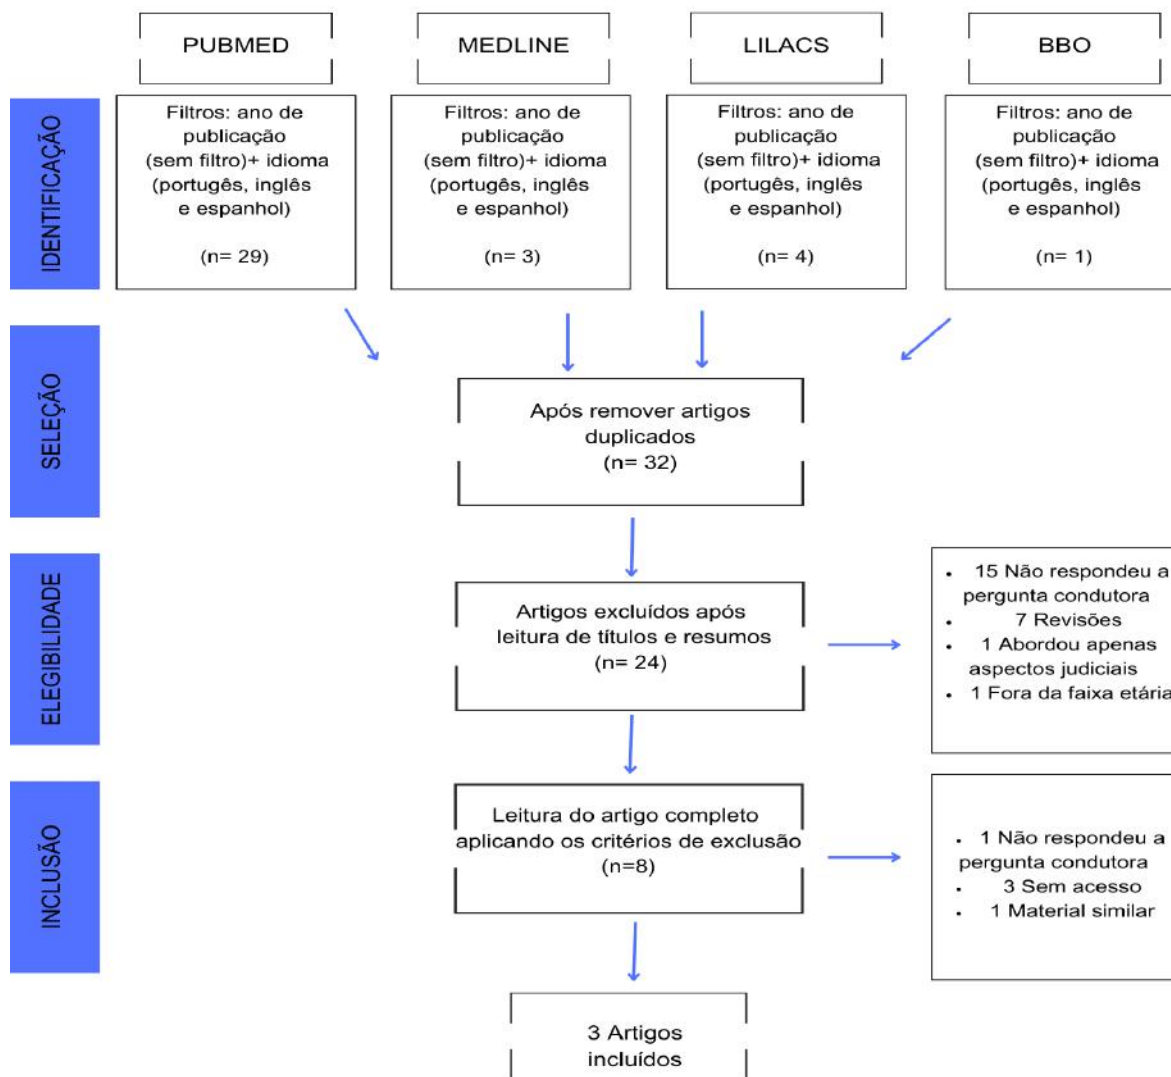 PUBMED
MEDLINE
LILACS
BBO
IDENTIFICAÇÃO
Filtros: ano de
publicação
(sem filtro)+ idioma
(portugês, inglês
e espanhol)
(n= 29)
Filtros: ano de
publicação
(sem filtro)+ idioma
(portugês, inglês
e espanhol)
(n= 3)
Filtros: ano de
publicação
(sem filtro)+ idioma
(portugês, inglês
e espanhol)
(n= 4)
Filtros: ano de
publicação
(sem filtro)+ idioma
(portugês, inglês
e espanhol)
(n= 1)
SELEÇÃO
Após remover artigos
duplicados
(n= 32)
ELEGIBILIDADE
Artigos excluídos após
leitura de títulos e resumos
(n= 24)
• 15 Não respondeu a
pergunta condutora
• 7 Revisões
• 1 Abordou apenas
aspectos judiciais
• 1 Fora da faixa etária
INCLUSÃO
Leitura do artigo completo
aplicando os critérios de exclusão
(n=8)
• 1 Não respondeu a
pergunta condutora
• 3 Sem acesso
• 1 Material similar
3 Artigos
incluídos